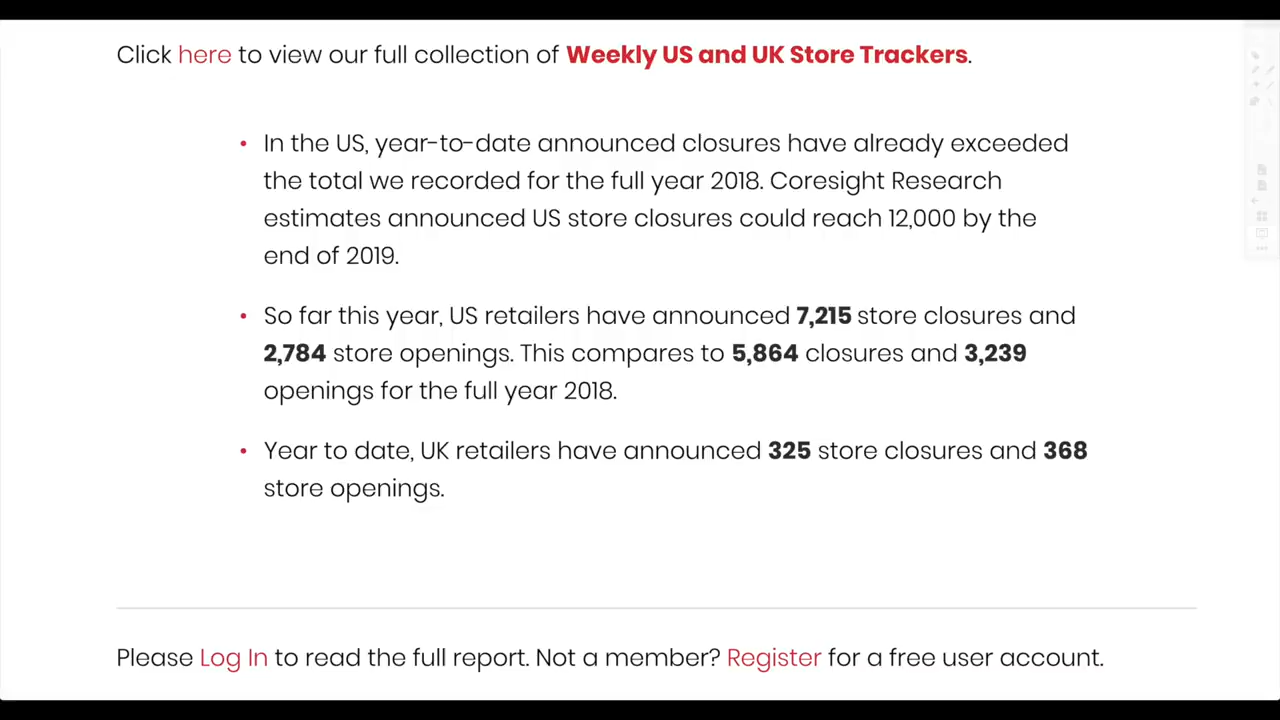 Click here to view our full collection of Weekly US and UK Store Trackers.
• In the US, year-to-date announced closures have already exceeded
the total we recorded for the full year 2018. Coresight Research
estimates announced US store closures could reach 12,000 by the
end of 2019.
• So far this year, US retailers have announced 7,215 store closures and
2,784 store openings. This compares to 5,864 closures and 3,239
openings for the full year 2018.
• Year to date, UK retailers have announced 325 store closures and 368
store openings.
Please Log In to read the full report. Not a member? Register for a free user account.